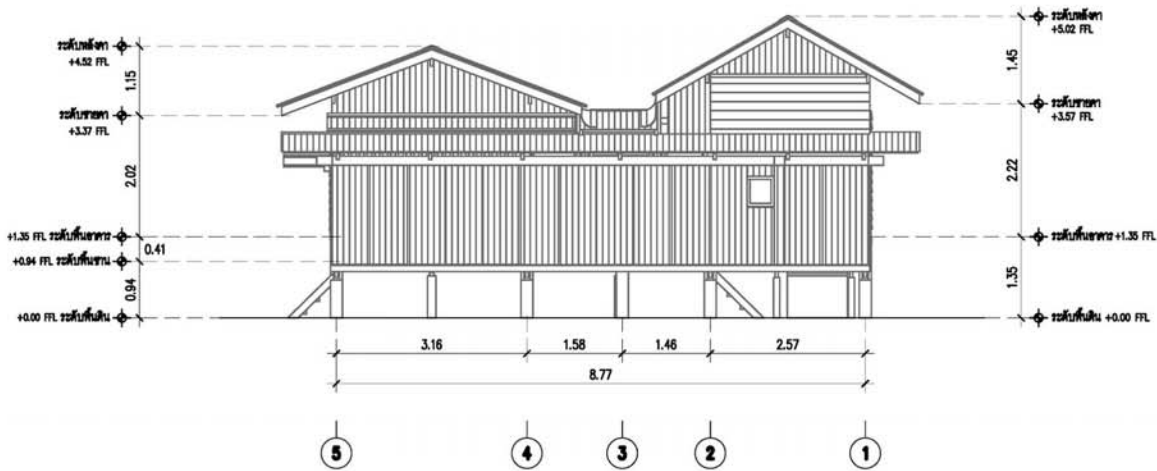 ระดับหลังคา
+4.52 FFL
1.15
ระดับชายคา
+3.37 FFL
2.02
+1.35 FFL ระดับพื้นอาคาร
0.41
+0.94 FFL ระดับพื้นชาน
0.94
+0.00 FFL ระดับพื้นดิน
ระดับหลังคา
+5.02 FFL
1.45
ระดับชายคา
+3.57 FFL
2.22
ระดับพื้นอาคาร +1.35 FFL
1.35
ระดับพื้นดิน +0.00 FFL
3.16 1.58 1.46 2.57
8.77
5 4 3 2 1